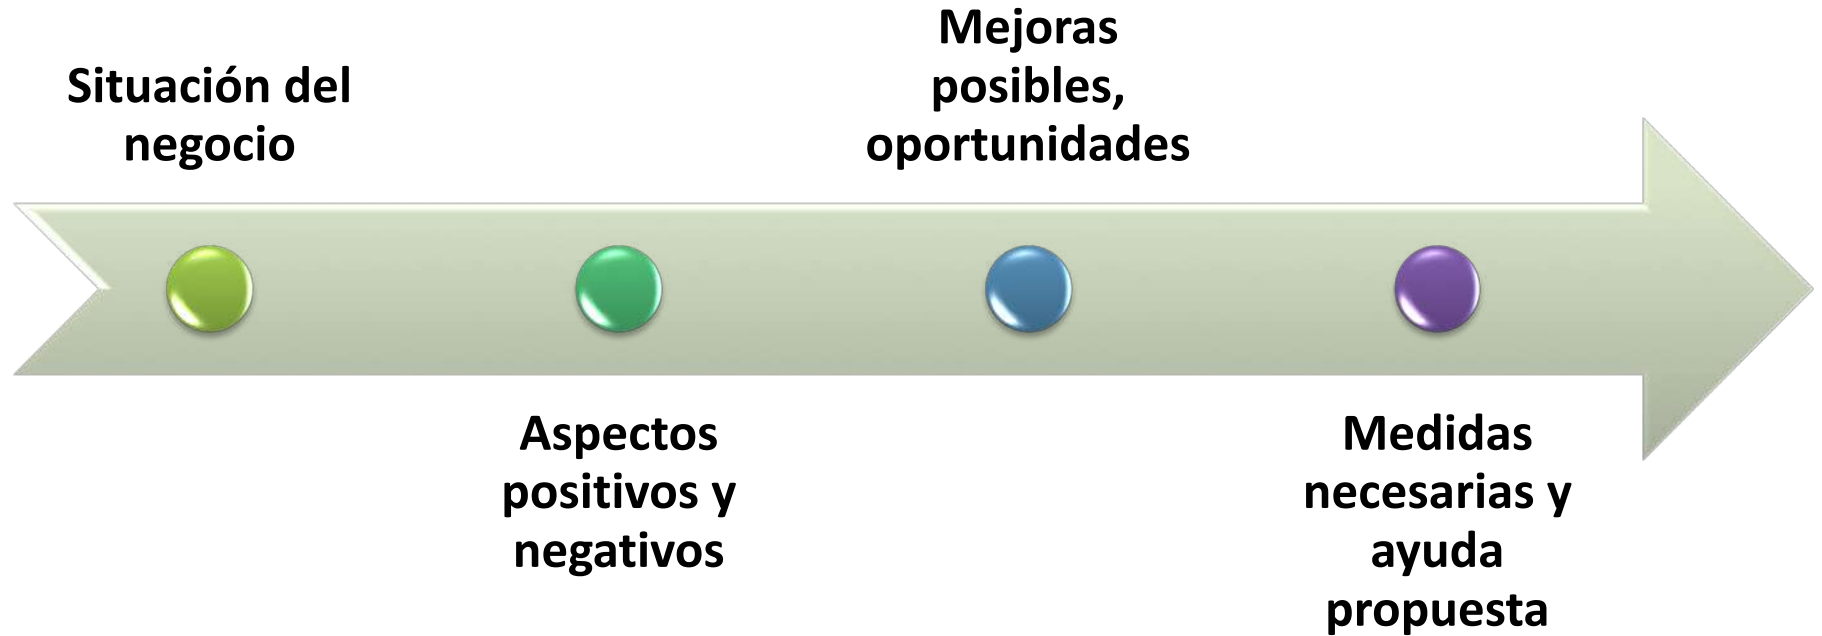 Situación del
negocio
Aspectos
positivos y
negativos
Mejoras
posibles,
oportunidades
Medidas
necesarias y
ayuda
propuesta